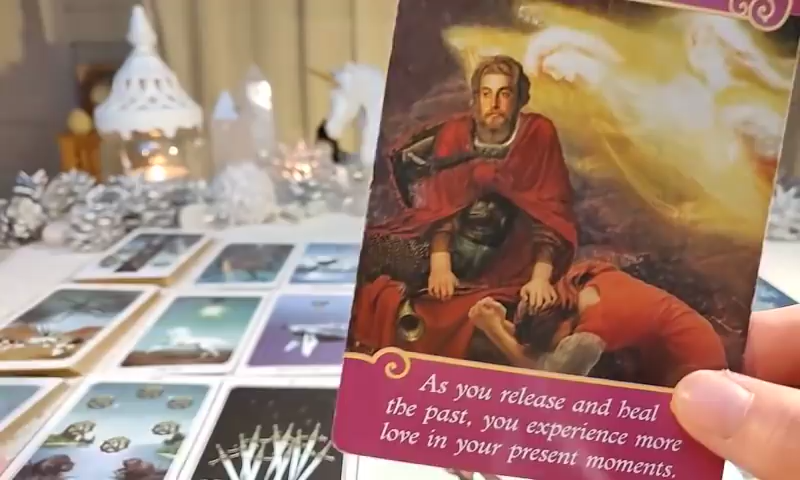 As you release and heal
the past, you experience more
love in your present moments.